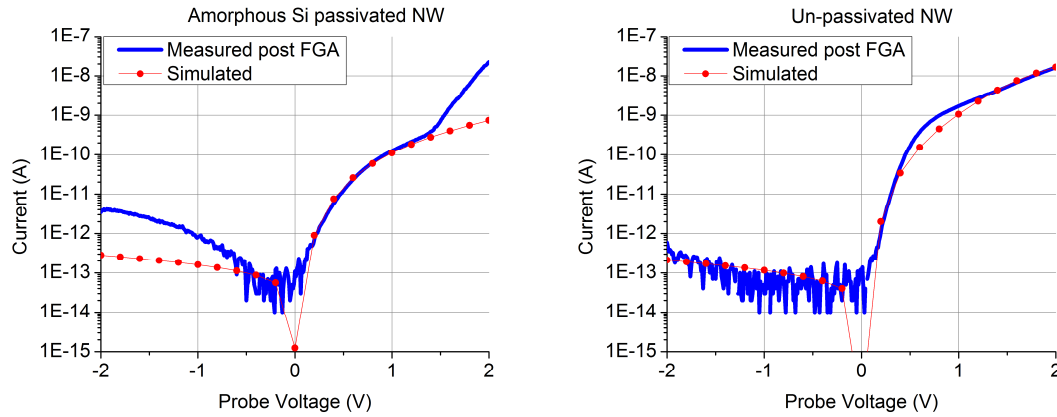 Amorphous Si passivated NW
1E-7
1E-8
1E-9
1E-10
1E-11
1E-12
1E-13
1E-14
1E-15
Current (A)
Measured post FGA
Simulated
-2 -1 0 1 2
Probe Voltage (V)
Un-passivated NW
1E-7
1E-8
1E-9
1E-10
1E-11
1E-12
1E-13
1E-14
1E-15
Current (A)
Measured post FGA
Simulated
-2 -1 0 1 2
Probe Voltage (V)